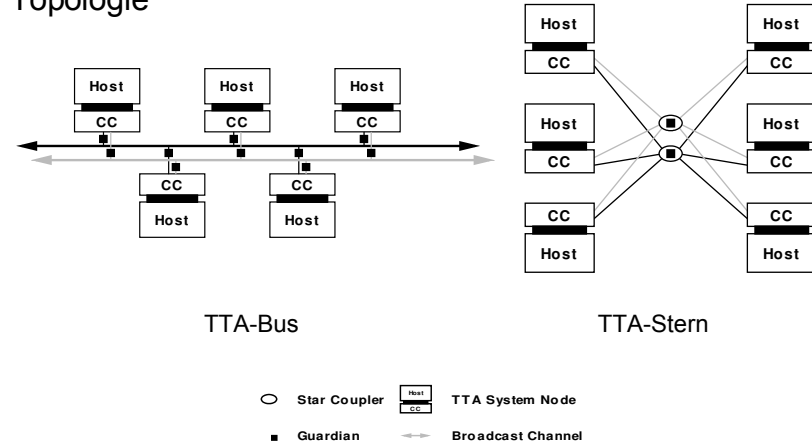 Topologie
Host
CC
Host
CC
Host
CC
CC
Host
CC
Host
TTA-Bus
Host
CC
Host
CC
Host
CC
Host
CC
CC
Host
CC
Host
TTA-Stern
Star Coupler
Host
CC
TTA System Node
Guardian
Broadcast Channel